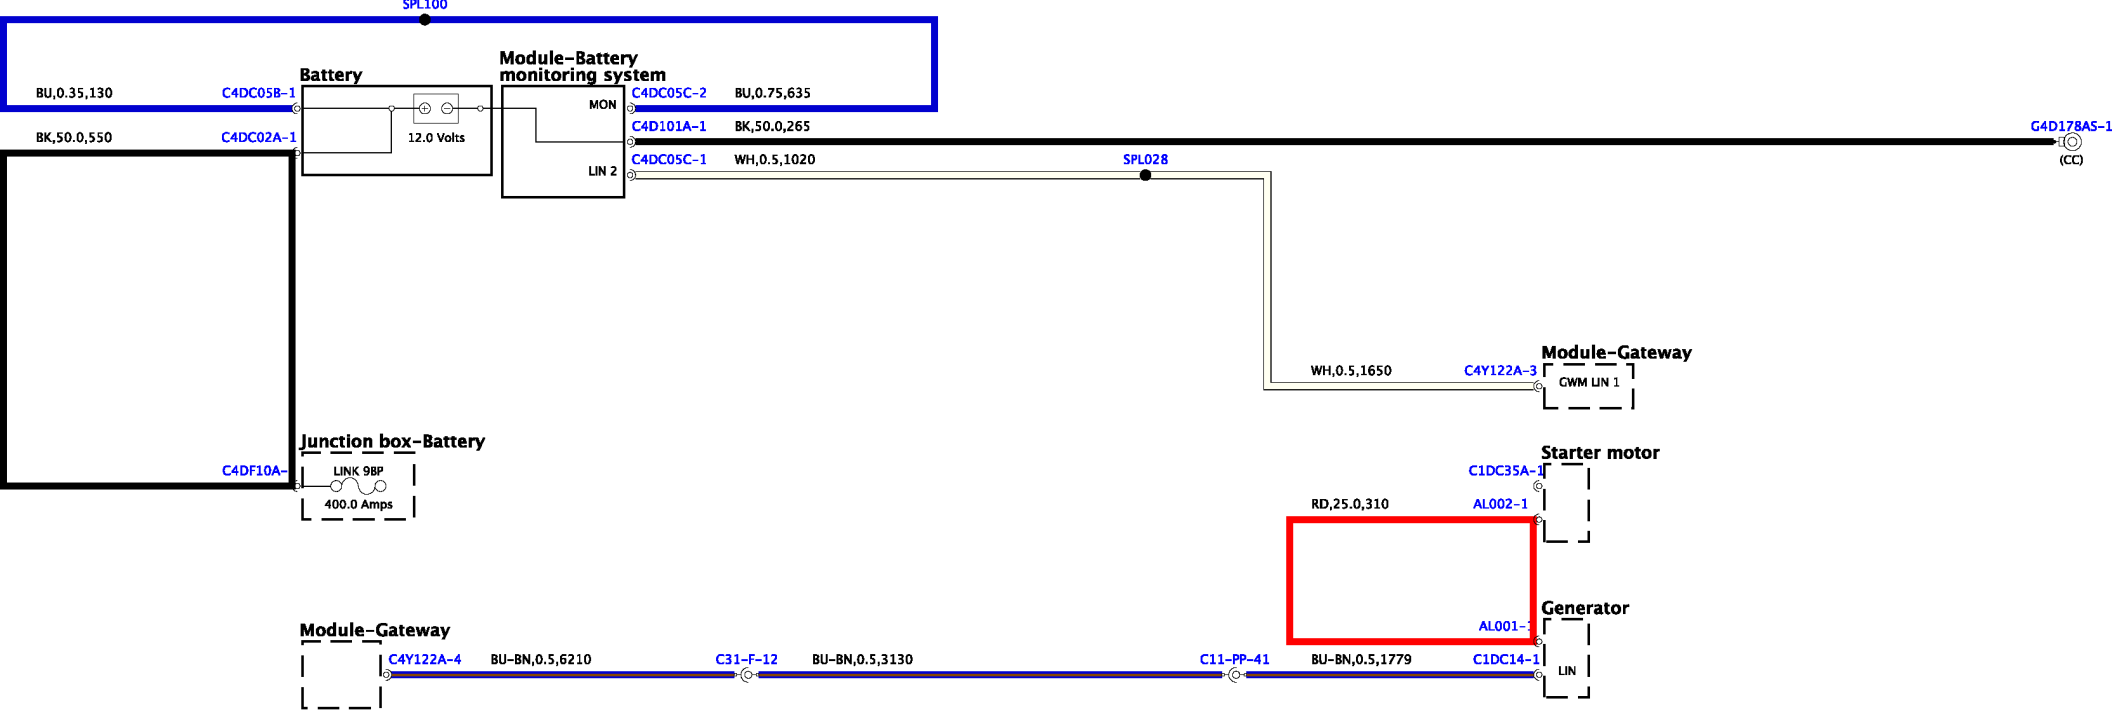 SPL100
Battery
Module-Battery
monitoring system
BU,0.35,130
C4DC05B-1
MON
C4DC05C-2
BU,0.75,635
12.0 Volts
BK,50.0,550
C4DC02A-1
C4D101A-1
BK,50.0,265
G4D178AS-1
(CC)
LIN 2
C4DC05C-1
WH,0.5,1020
SPL028
WH,0.5,1650
C4Y122A-3
Module-Gateway
GWM LIN 1
Junction box-Battery
C4DF10A-
LINK 9BP
400.0 Amps
Starter motor
C1DC35A-1
RD,25.0,310
AL002-1
Generator
AL001-1
Module-Gateway
C4Y122A-4
BU-BN,0.5,6210
C31-F-12
BU-BN,0.5,3130
C11-PP-41
BU-BN,0.5,1779
C1DC14-1
LIN